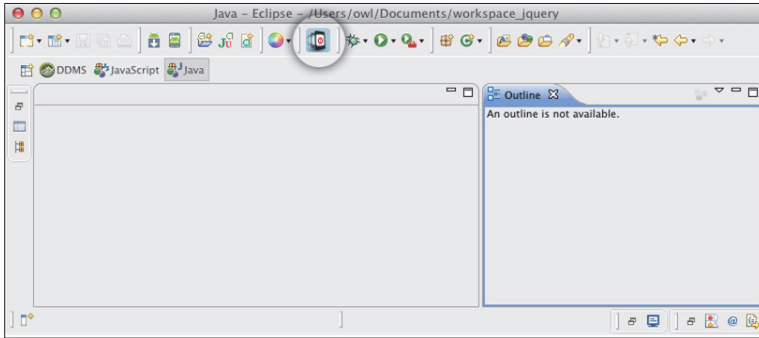 Java - Eclipse - /Users/owl/Documents/workspace_jquery
DDMS JavaScript Java
Outline
An outline is not available.